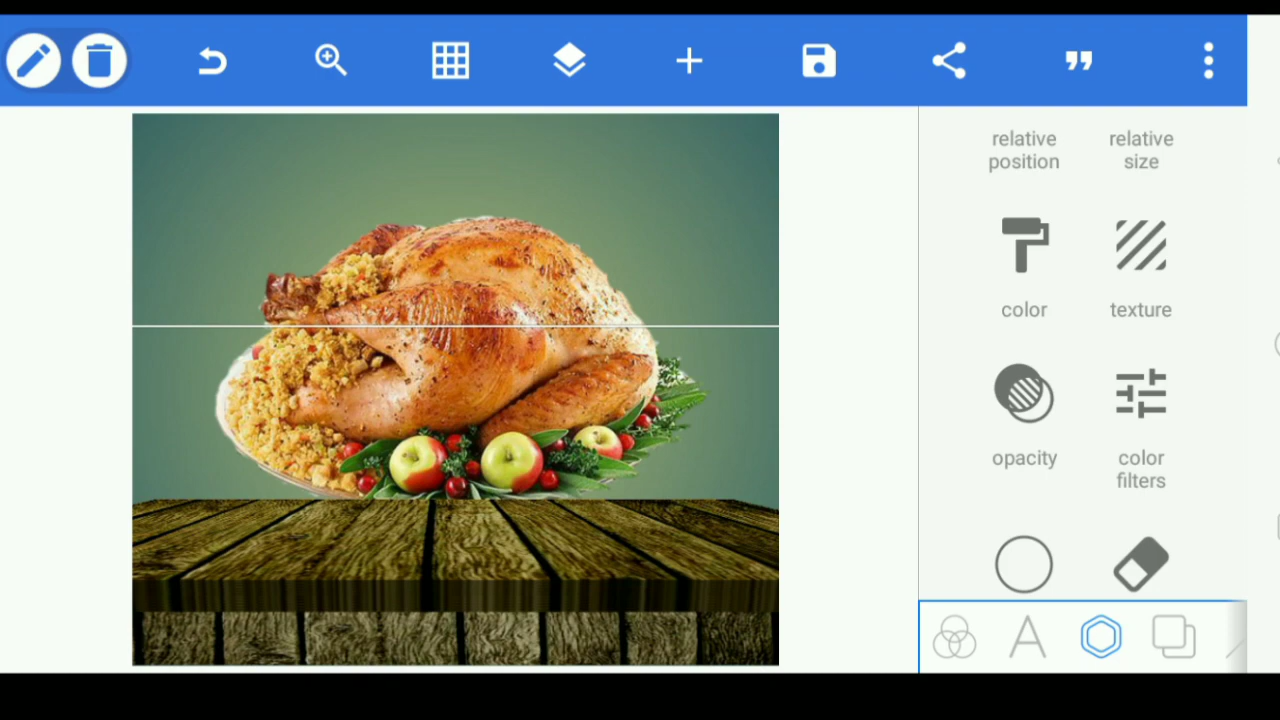 relative
position
relative
size
color
texture
opacity
color
filters